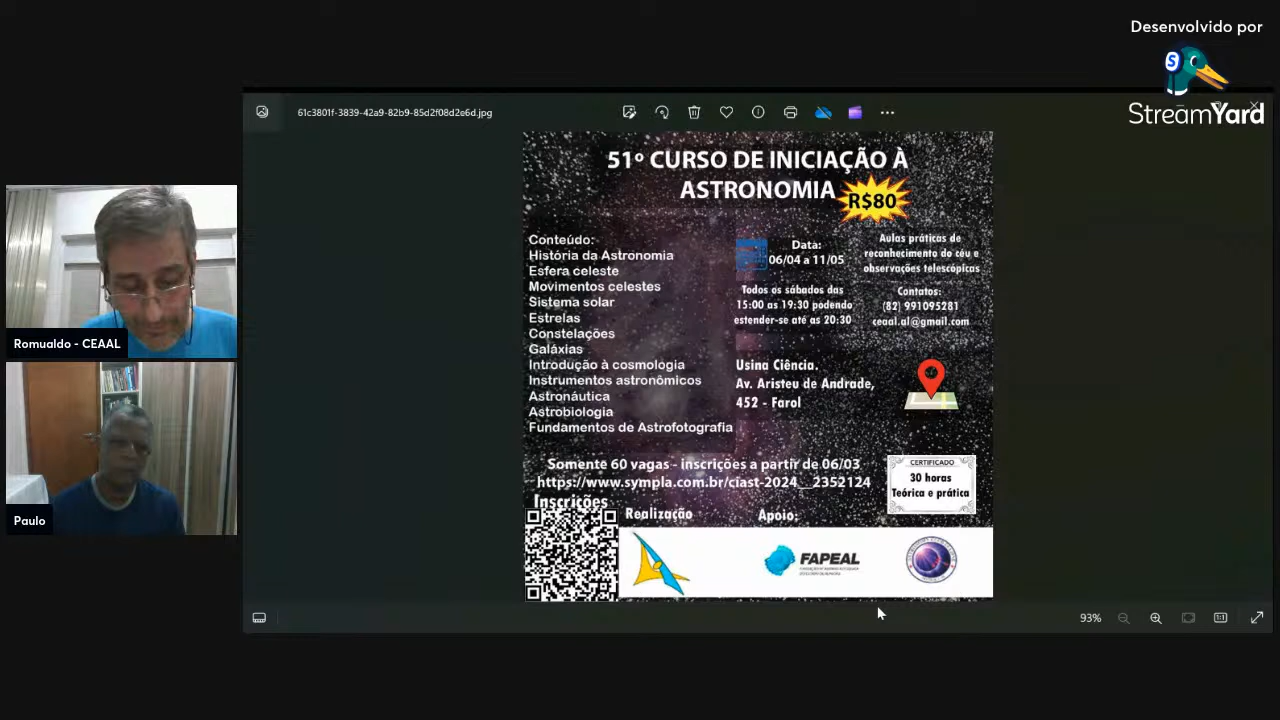 Desenvolvido por
StreamYard
61c3801f-3839-42a9-82b9-85d2f08d2e6d.jpg
51º CURSO DE INICIAÇÃO À
ASTRONOMIA
R$80
Conteúdo:
História da Astronomia
Esfera celeste
Movimentos celestes
Sistema solar
Estrelas
Constelações
Galáxias
Introdução à cosmologia
Instrumentos astronômicos
Astronáutica
Astrobiologia
Fundamentos de Astrofotografia
Data:
06/04 a 11/05
Todos os sábados das
15:00 as 19:30 podendo
estender-se até as 20:30
Aulas práticas de
reconhecimento do céu e
observações telescópicas
Contatos:
(82) 991095281
ceaal.al@gmail.com
Usina Ciência.
Av. Aristeu de Andrade,
452 - Farol
Somente 60 vagas - inscrições a partir de 06/03
https://www.sympla.com.br/ciast-2024__2352124
CERTIFICADO
30 horas
Teórica e prática
Inscrições
Realização
Apoio:
FAPEAL
Romualdo - CEAAL
Paulo
93%